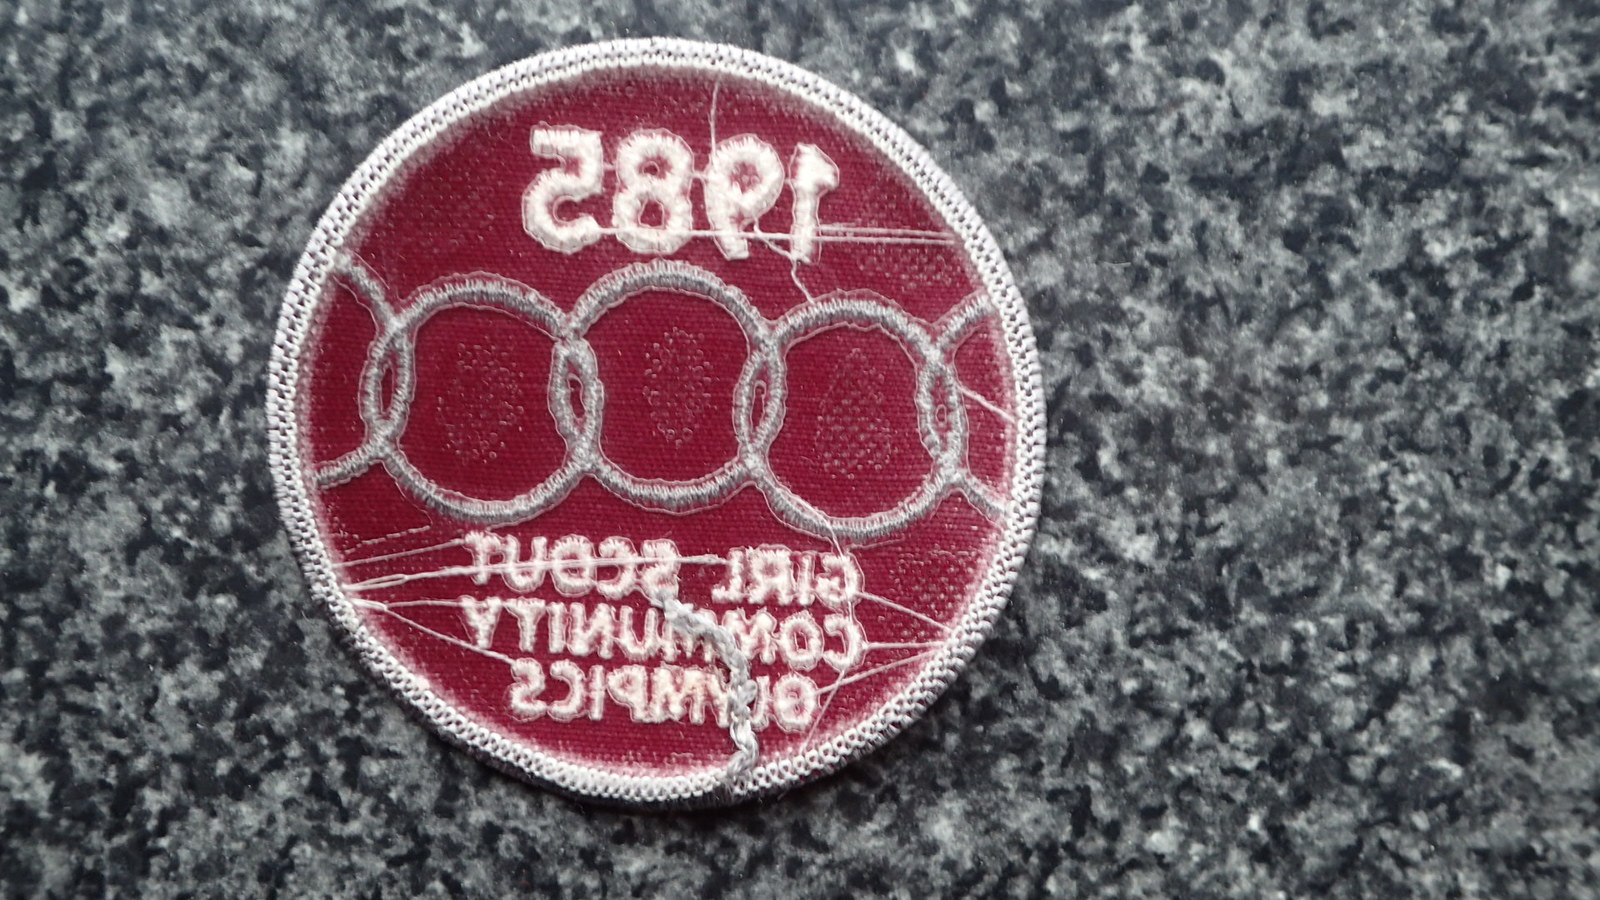 1985
GIRL SCOUT
COMMUNITY
OLYMPICS